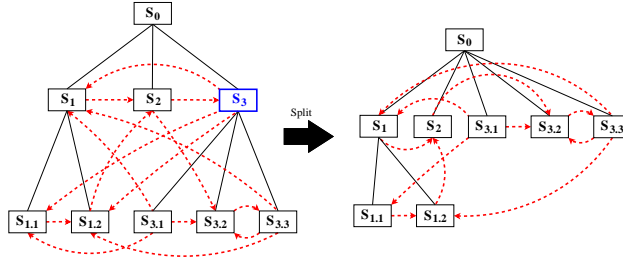 S₀
S₁ S₂ S₃
S₁.₁ S₁.₂ S₃.₁ S₃.₂ S₃.₃
Split
S₀
S₁ S₂ S₃.₁ S₃.₂ S₃.₃
S₁.₁ S₁.₂